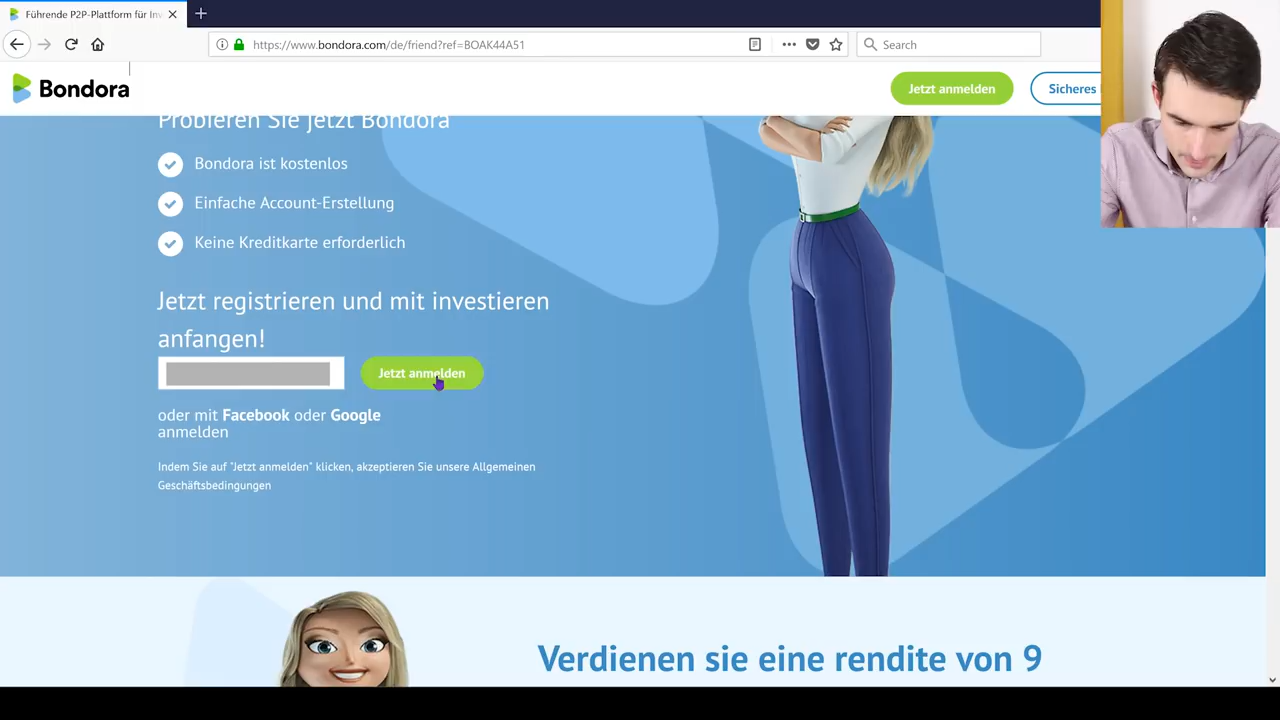 Führende P2P-Plattform für Inv
https://www.bondora.com/de/friend?ref=BOAK44A51
Search
Bondora
Jetzt anmelden
Sicheres
Probieren Sie jetzt Bondora
Bondora ist kostenlos
Einfache Account-Erstellung
Keine Kreditkarte erforderlich
Jetzt registrieren und mit investieren
anfangen!
Jetzt anmelden
oder mit Facebook oder Google
anmelden
Indem Sie auf "Jetzt anmelden" klicken, akzeptieren Sie unsere Allgemeinen
Geschäftsbedingungen
Verdienen sie eine rendite von 9